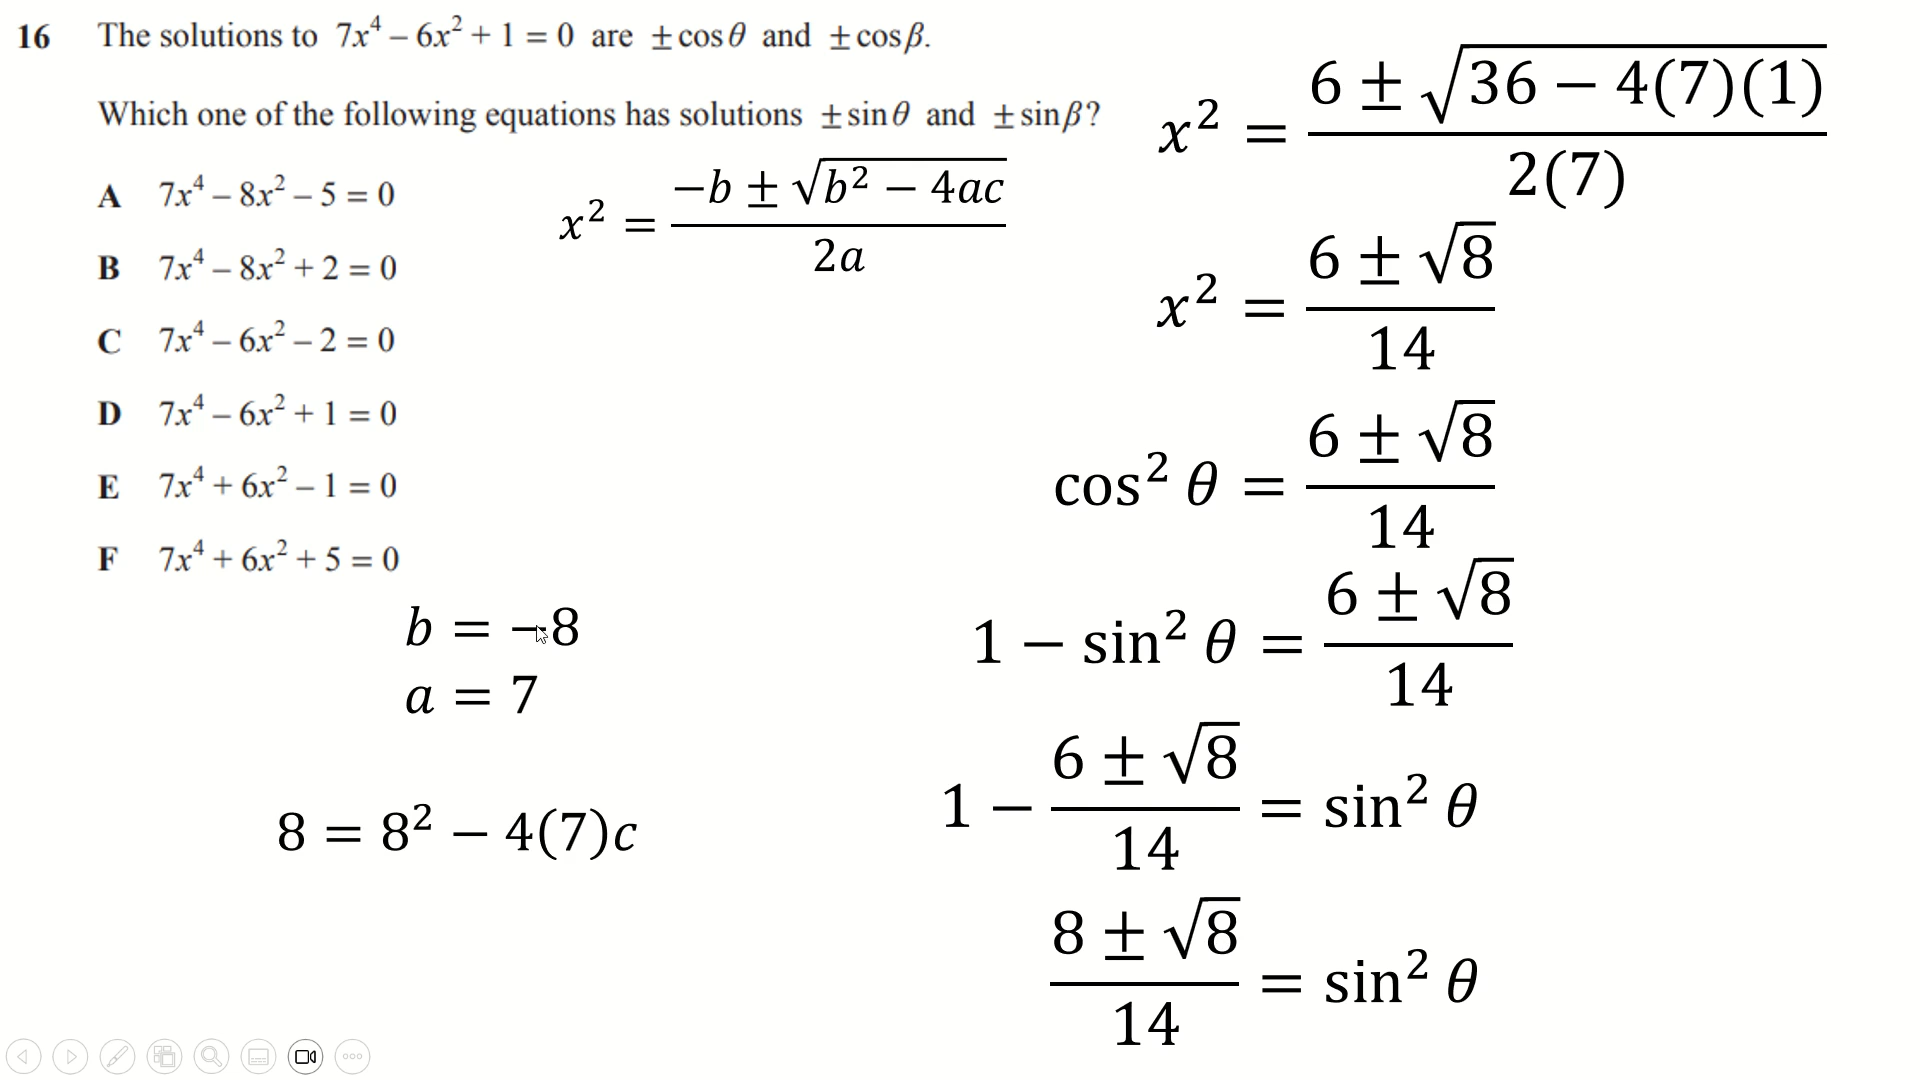 16 The solutions to 7x⁴ – 6x² + 1 = 0 are ±cosθ and ±cosβ.
Which one of the following equations has solutions ±sinθ and ±sinβ?
A 7x⁴ – 8x² – 5 = 0
B 7x⁴ – 8x² + 2 = 0
C 7x⁴ – 6x² – 2 = 0
D 7x⁴ – 6x² + 1 = 0
E 7x⁴ + 6x² – 1 = 0
F 7x⁴ + 6x² + 5 = 0
x² = (−b ± √(b² − 4ac))/(2a)
b = −8
a = 7
8 = 8² − 4(7)c
x² = (6 ± √(36 − 4(7)(1)))/(2(7))
x² = (6 ± √8)/14
cos² θ = (6 ± √8)/14
1 − sin² θ = (6 ± √8)/14
1 − (6 ± √8)/14 = sin² θ
(8 ± √8)/14 = sin² θ